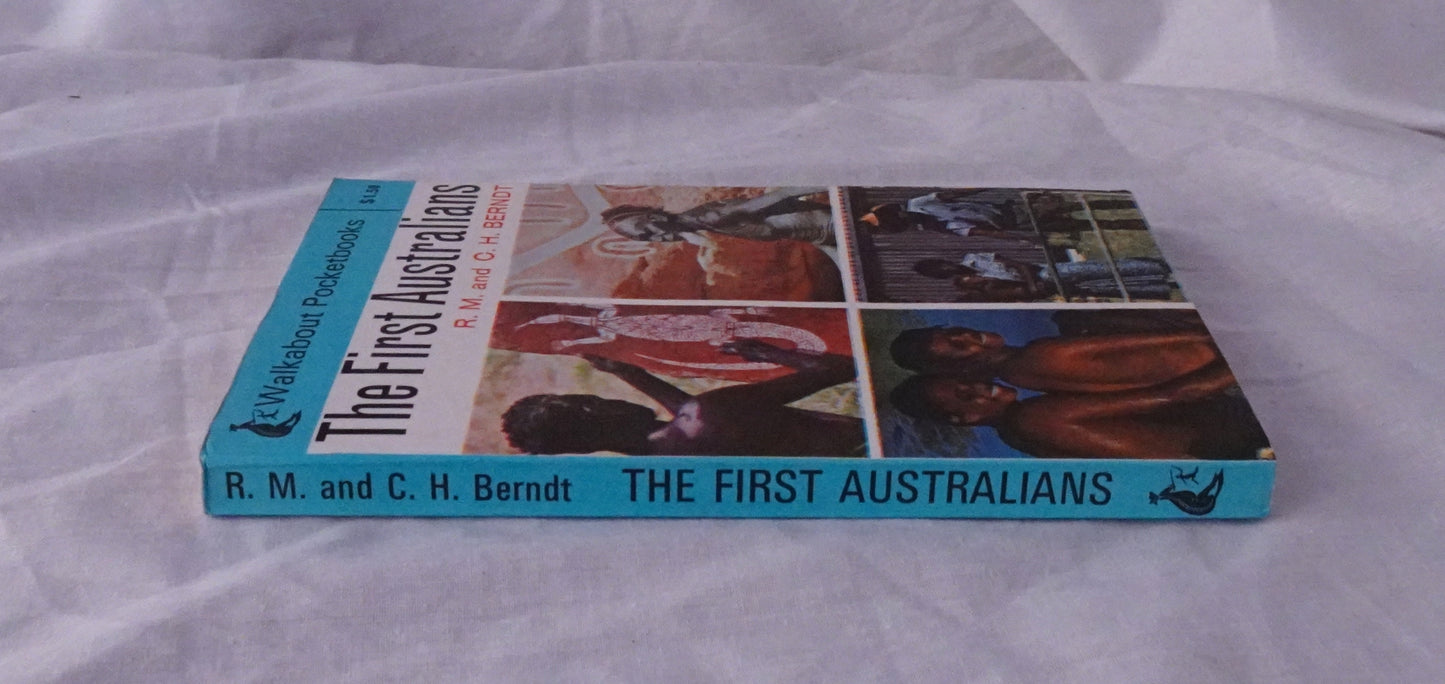 Walkabout Pocketbooks $1.50
The First Australians
R. M. and C. H. BERNDT
R. M. and C. H. Berndt THE FIRST AUSTRALIANS